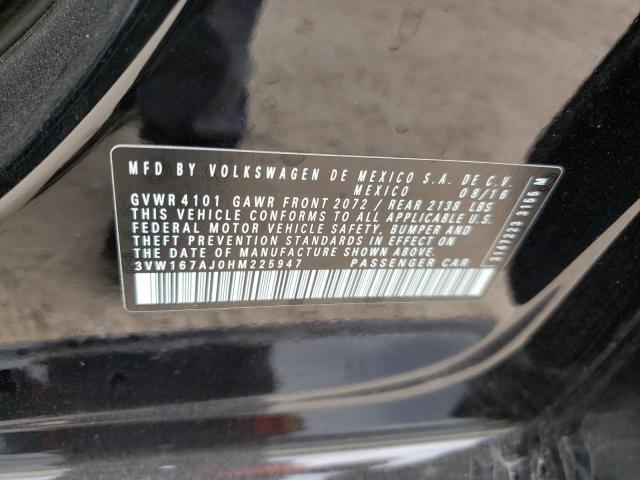 MFD BY VOLKSWAGEN DE MEXICO S.A. DE C.V.
MEXICO 08/16
GVWR 4101 GAWR FRONT 2072 / REAR 2138 LBS
THIS VEHICLE CONFORMS TO ALL APPLICABLE U.S.
FEDERAL MOTOR VEHICLE SAFETY, BUMPER AND
THEFT PREVENTION STANDARDS IN EFFECT ON
THE DATE OF MANUFACTURE SHOWN ABOVE.
3VW167AJ0HM225947 PASSENGER CAR